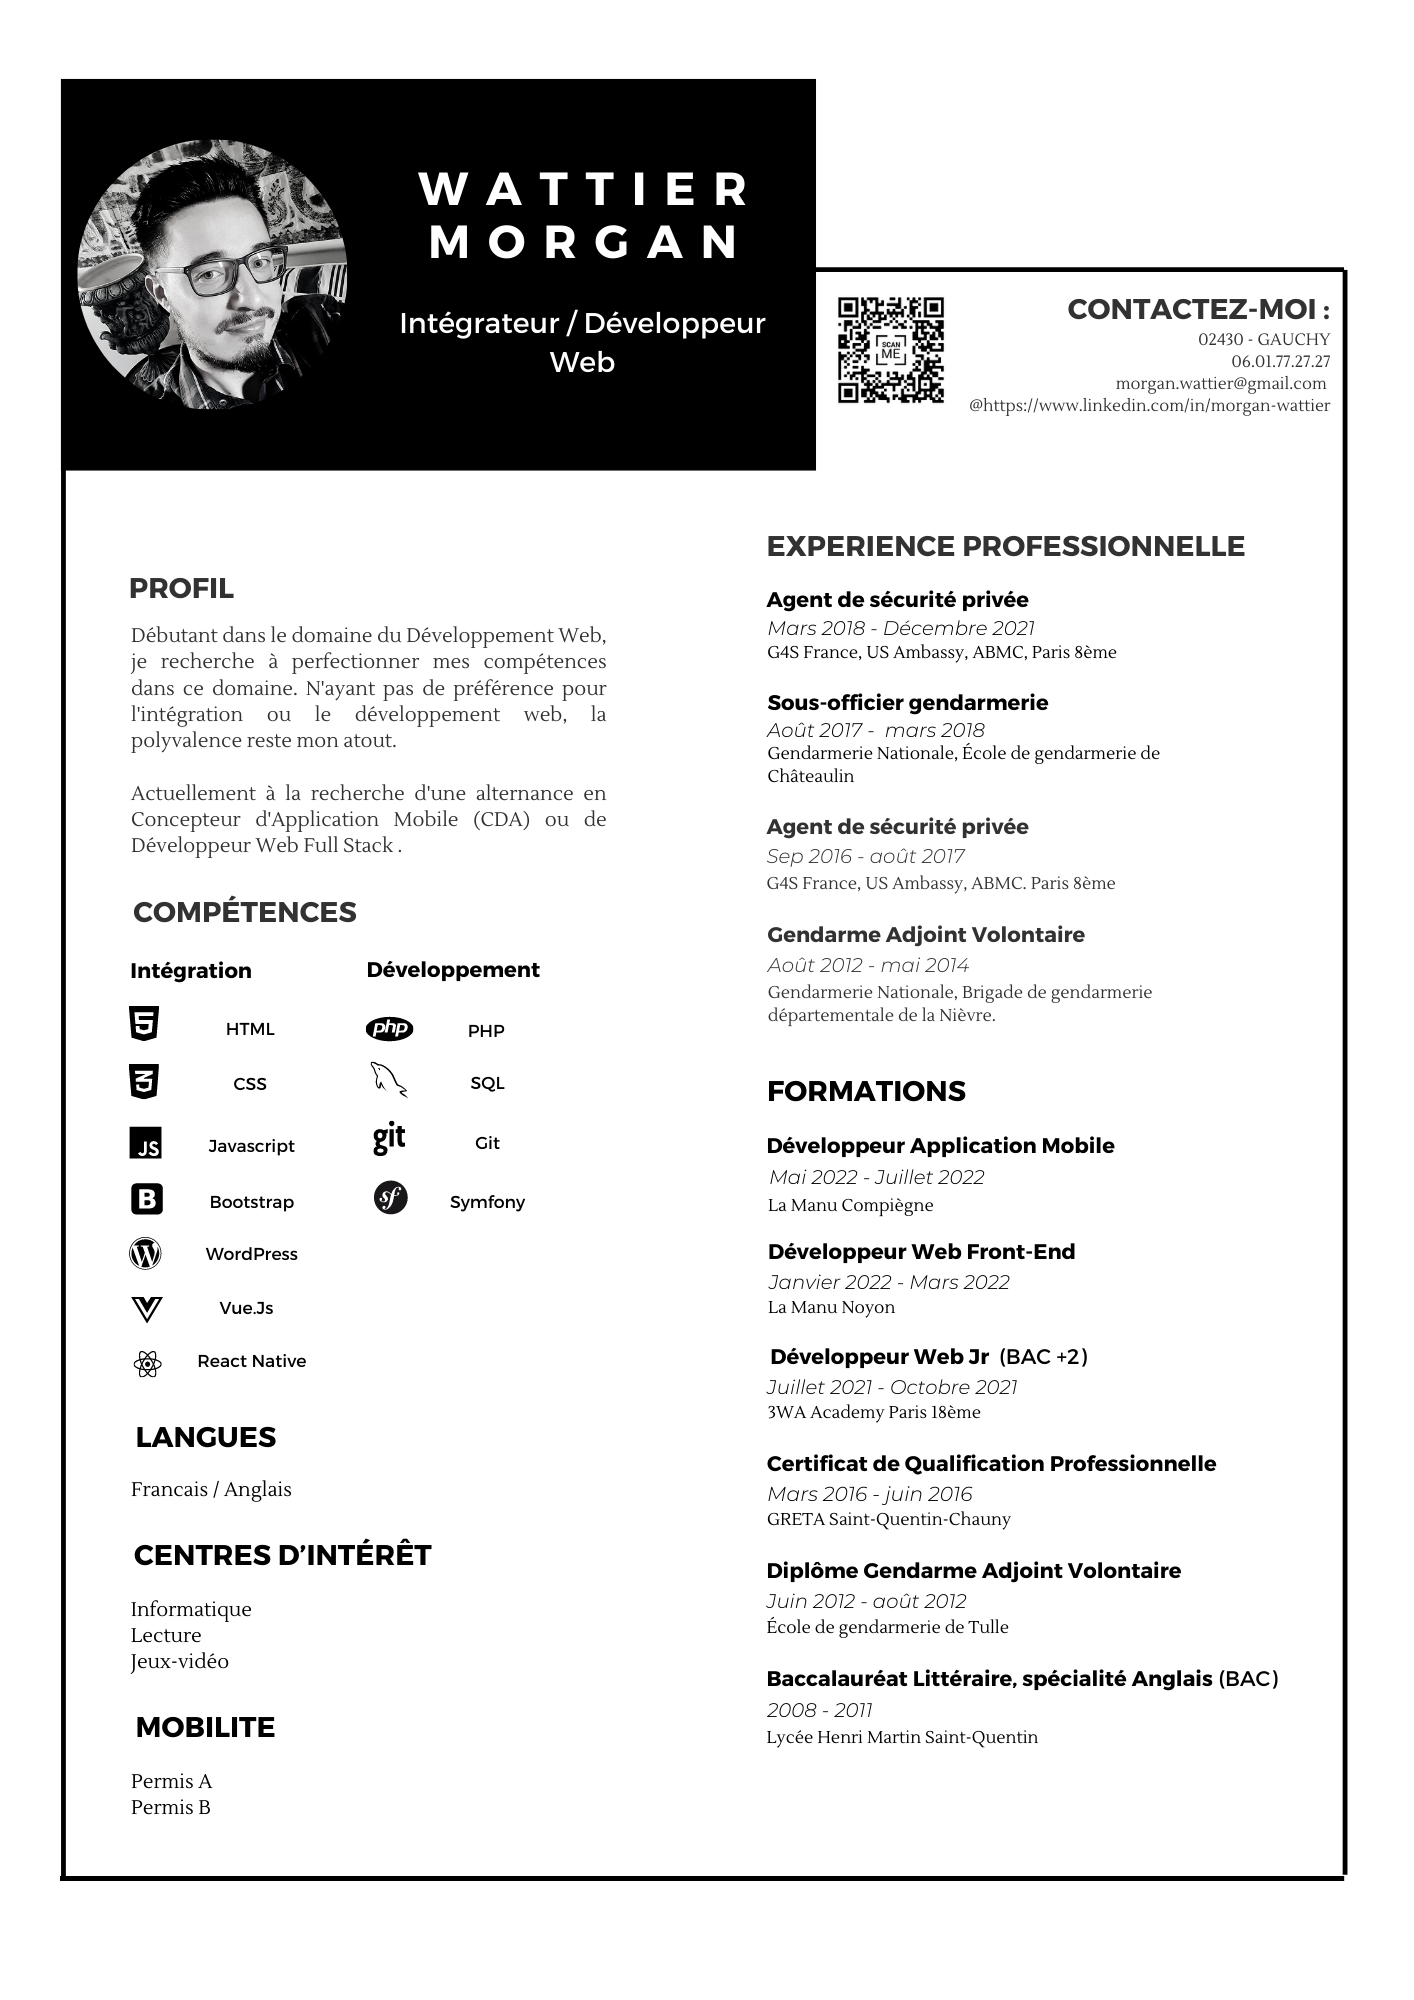 WATTIER
MORGAN
Intégrateur / Développeur
Web
SCAN
ME
CONTACTEZ-MOI :
02430 - GAUCHY
06.01.77.27.27
morgan.wattier@gmail.com
@https://www.linkedin.com/in/morgan-wattier
PROFIL
Débutant dans le domaine du Développement Web,
je recherche à perfectionner mes compétences
dans ce domaine. N'ayant pas de préférence pour
l'intégration ou le développement web, la
polyvalence reste mon atout.
Actuellement à la recherche d'une alternance en
Concepteur d'Application Mobile (CDA) ou de
Développeur Web Full Stack .
COMPÉTENCES
Intégration
HTML
CSS
JS Javascript
B Bootstrap
WordPress
Vue.Js
React Native
Développement
php PHP
SQL
git Git
sf Symfony
LANGUES
Francais / Anglais
CENTRES D’INTÉRÊT
Informatique
Lecture
Jeux-vidéo
MOBILITE
Permis A
Permis B
EXPERIENCE PROFESSIONNELLE
Agent de sécurité privée
Mars 2018 - Décembre 2021
G4S France, US Ambassy, ABMC, Paris 8ème
Sous-officier gendarmerie
Août 2017 - mars 2018
Gendarmerie Nationale, École de gendarmerie de
Châteaulin
Agent de sécurité privée
Sep 2016 - août 2017
G4S France, US Ambassy, ABMC. Paris 8ème
Gendarme Adjoint Volontaire
Août 2012 - mai 2014
Gendarmerie Nationale, Brigade de gendarmerie
départementale de la Nièvre.
FORMATIONS
Développeur Application Mobile
Mai 2022 - Juillet 2022
La Manu Compiègne
Développeur Web Front-End
Janvier 2022 - Mars 2022
La Manu Noyon
Développeur Web Jr (BAC +2)
Juillet 2021 - Octobre 2021
3WA Academy Paris 18ème
Certificat de Qualification Professionnelle
Mars 2016 - juin 2016
GRETA Saint-Quentin-Chauny
Diplôme Gendarme Adjoint Volontaire
Juin 2012 - août 2012
École de gendarmerie de Tulle
Baccalauréat Littéraire, spécialité Anglais (BAC)
2008 - 2011
Lycée Henri Martin Saint-Quentin